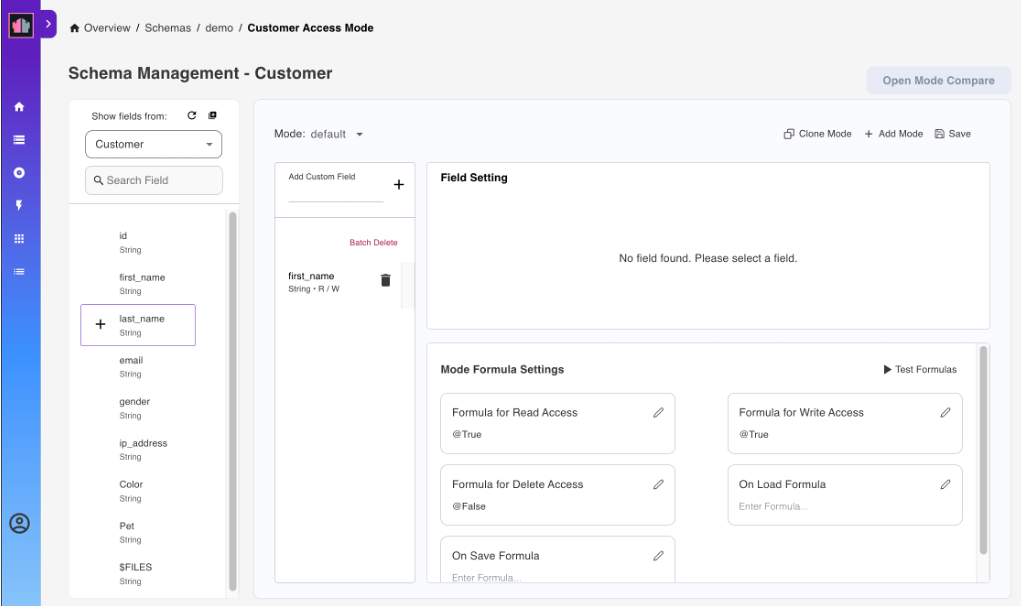 Overview / Schemas / demo / Customer Access Mode
Schema Management - Customer
Open Mode Compare
Show fields from:
Customer
Search Field
id
String
first_name
String
last_name
String
email
String
gender
String
ip_address
String
Color
String
Pet
String
$FILES
String
Mode: default
Clone Mode
Add Mode
Save
Add Custom Field
Batch Delete
first_name
String • R / W
Field Setting
No field found. Please select a field.
Mode Formula Settings
Test Formulas
Formula for Read Access
@True
Formula for Write Access
@True
Formula for Delete Access
@False
On Load Formula
Enter Formula...
On Save Formula
Enter Formula...